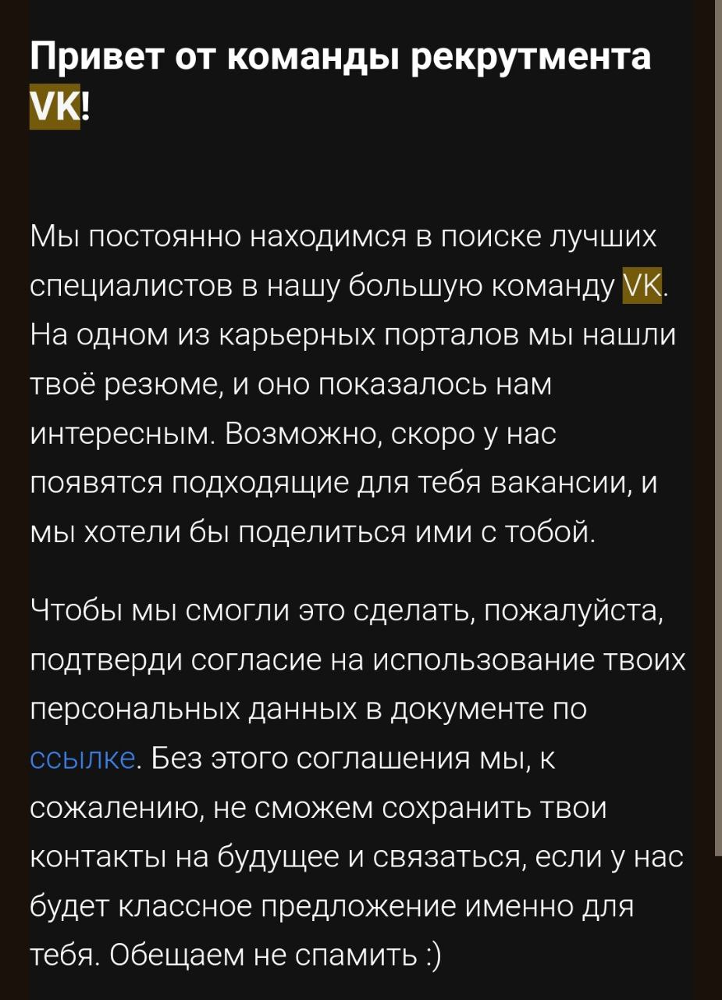 Привет от команды рекрутмента
VK!
Мы постоянно находимся в поиске лучших
специалистов в нашу большую команду VK.
На одном из карьерных порталов мы нашли
твоё резюме, и оно показалось нам
интересным. Возможно, скоро у нас
появятся подходящие для тебя вакансии, и
мы хотели бы поделиться ими с тобой.
Чтобы мы смогли это сделать, пожалуйста,
подтверди согласие на использование твоих
персональных данных в документе по
ссылке. Без этого соглашения мы, к
сожалению, не сможем сохранить твои
контакты на будущее и связаться, если у нас
будет классное предложение именно для
тебя. Обещаем не спамить :)